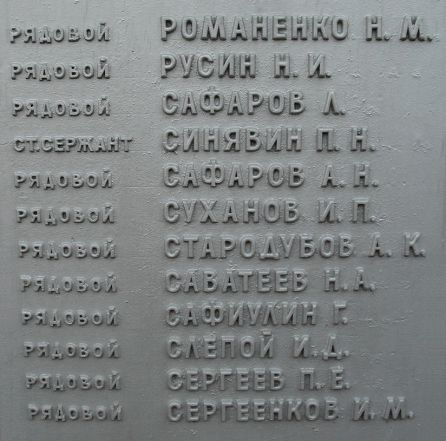 РЯДОВОЙ РОМАНЕНКО Н. М.
РЯДОВОЙ РУСИН Н. И.
РЯДОВОЙ САФАРОВ Л.
СТ.СЕРЖАНТ СИНЯВИН П. Н.
РЯДОВОЙ САФАРОВ А. Н.
РЯДОВОЙ СУХАНОВ И. П.
РЯДОВОЙ СТАРОДУБОВ А. К.
РЯДОВОЙ САВАТЕЕВ Н. А.
РЯДОВОЙ САФИУЛИН Г.
РЯДОВОЙ СЛЕПОЙ И. Д.
РЯДОВОЙ СЕРГЕЕВ П. Е.
РЯДОВОЙ СЕРГЕЕНКОВ И. М.